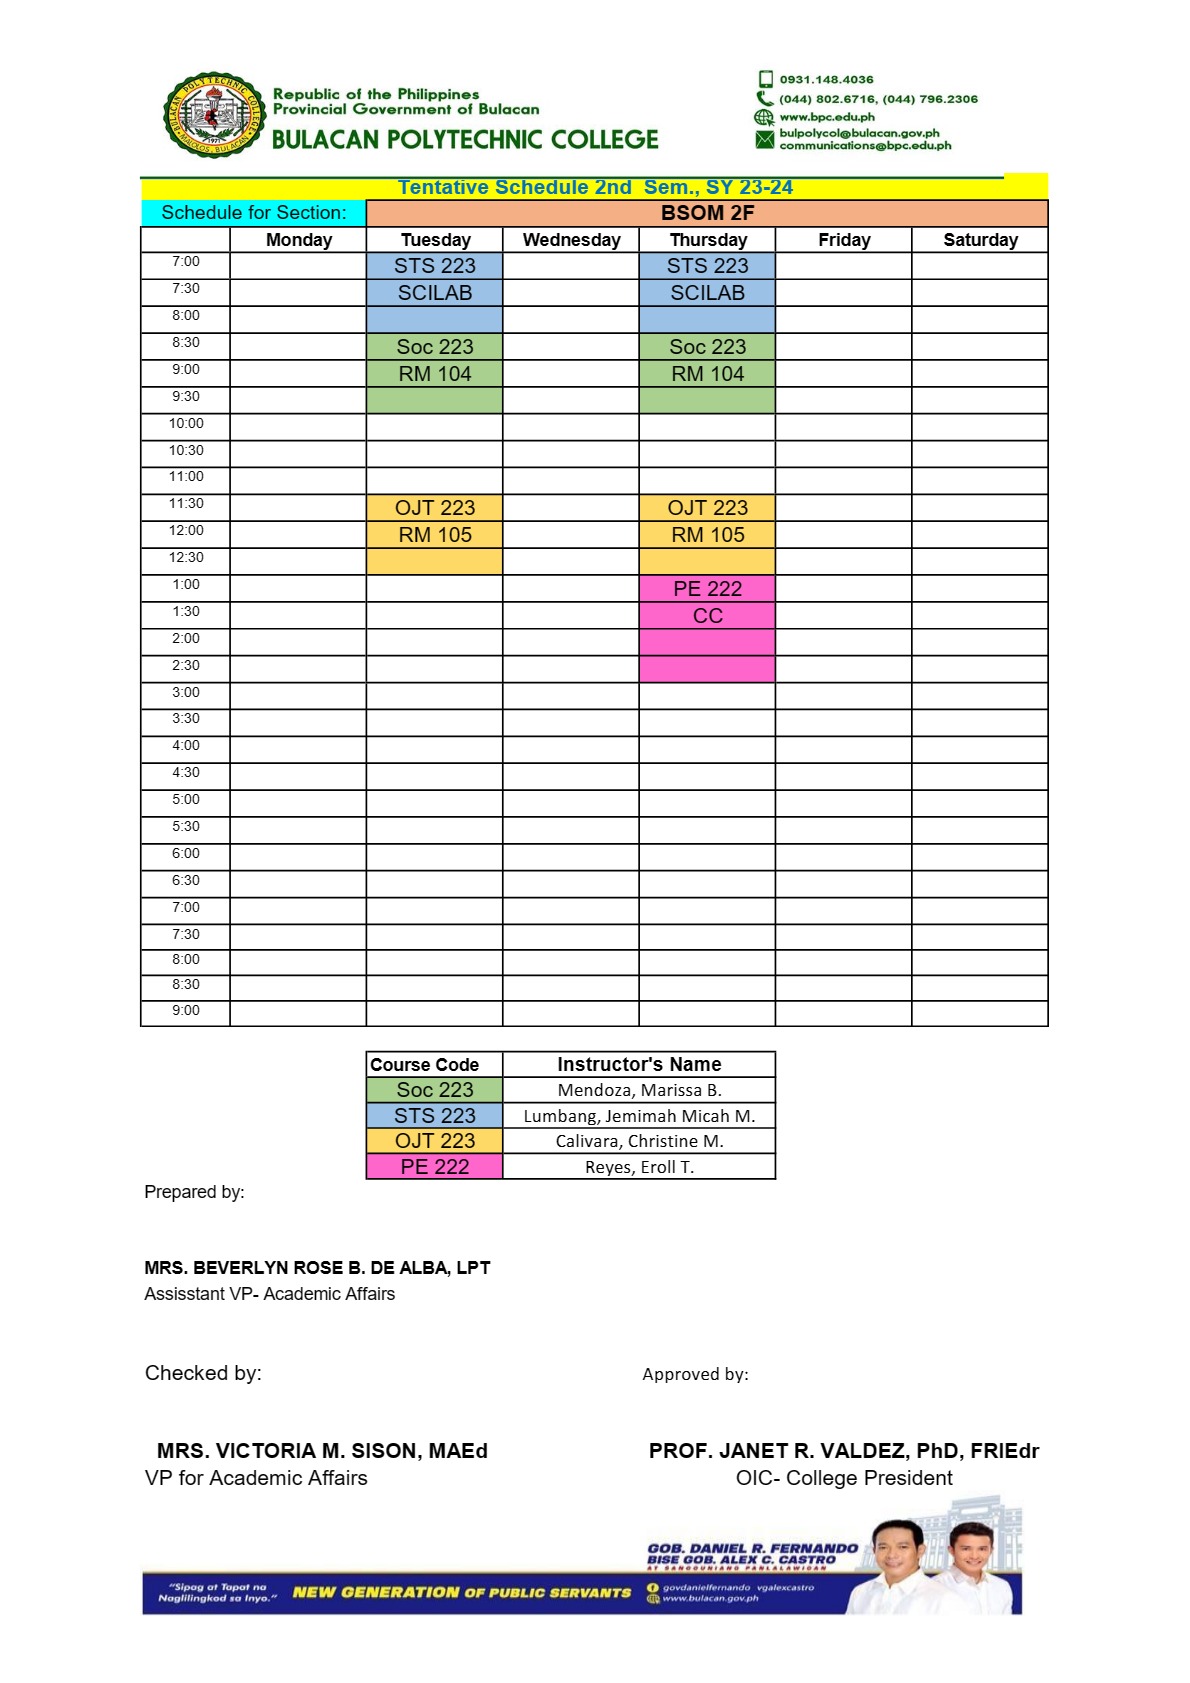 BULACAN POLYTECHNIC COLLEGE
MALOLOS, BULACAN
1971
Republic of the Philippines
Provincial Government of Bulacan
BULACAN POLYTECHNIC COLLEGE
0931.148.4036
(044) 802.6716, (044) 796.2306
www.bpc.edu.ph
bulpolycol@bulacan.gov.ph
communications@bpc.edu.ph
Tentative Schedule 2nd Sem., SY 23-24
Schedule for Section: BSOM 2F
Monday Tuesday Wednesday Thursday Friday Saturday
7:00 STS 223 STS 223
7:30 SCILAB SCILAB
8:00
8:30 Soc 223 Soc 223
9:00 RM 104 RM 104
9:30
10:00
10:30
11:00
11:30 OJT 223 OJT 223
12:00 RM 105 RM 105
12:30
1:00 PE 222
1:30 CC
2:00
2:30
3:00
3:30
4:00
4:30
5:00
5:30
6:00
6:30
7:00
7:30
8:00
8:30
9:00
Course Code Instructor's Name
Soc 223 Mendoza, Marissa B.
STS 223 Lumbang, Jemimah Micah M.
OJT 223 Calivara, Christine M.
PE 222 Reyes, Eroll T.
Prepared by:
MRS. BEVERLYN ROSE B. DE ALBA, LPT
Assisstant VP- Academic Affairs
Checked by: Approved by:
MRS. VICTORIA M. SISON, MAEd PROF. JANET R. VALDEZ, PhD, FRIEdr
VP for Academic Affairs OIC- College President
GOB. DANIEL R. FERNANDO
BISE GOB. ALEX C. CASTRO
AT SANGGUNIANG PANLALAWIGAN
"Sipag at Tapat na
Naglilingkod sa Inyo."
NEW GENERATION OF PUBLIC SERVANTS
govdanielfernando vgalexcastro
www.bulacan.gov.ph